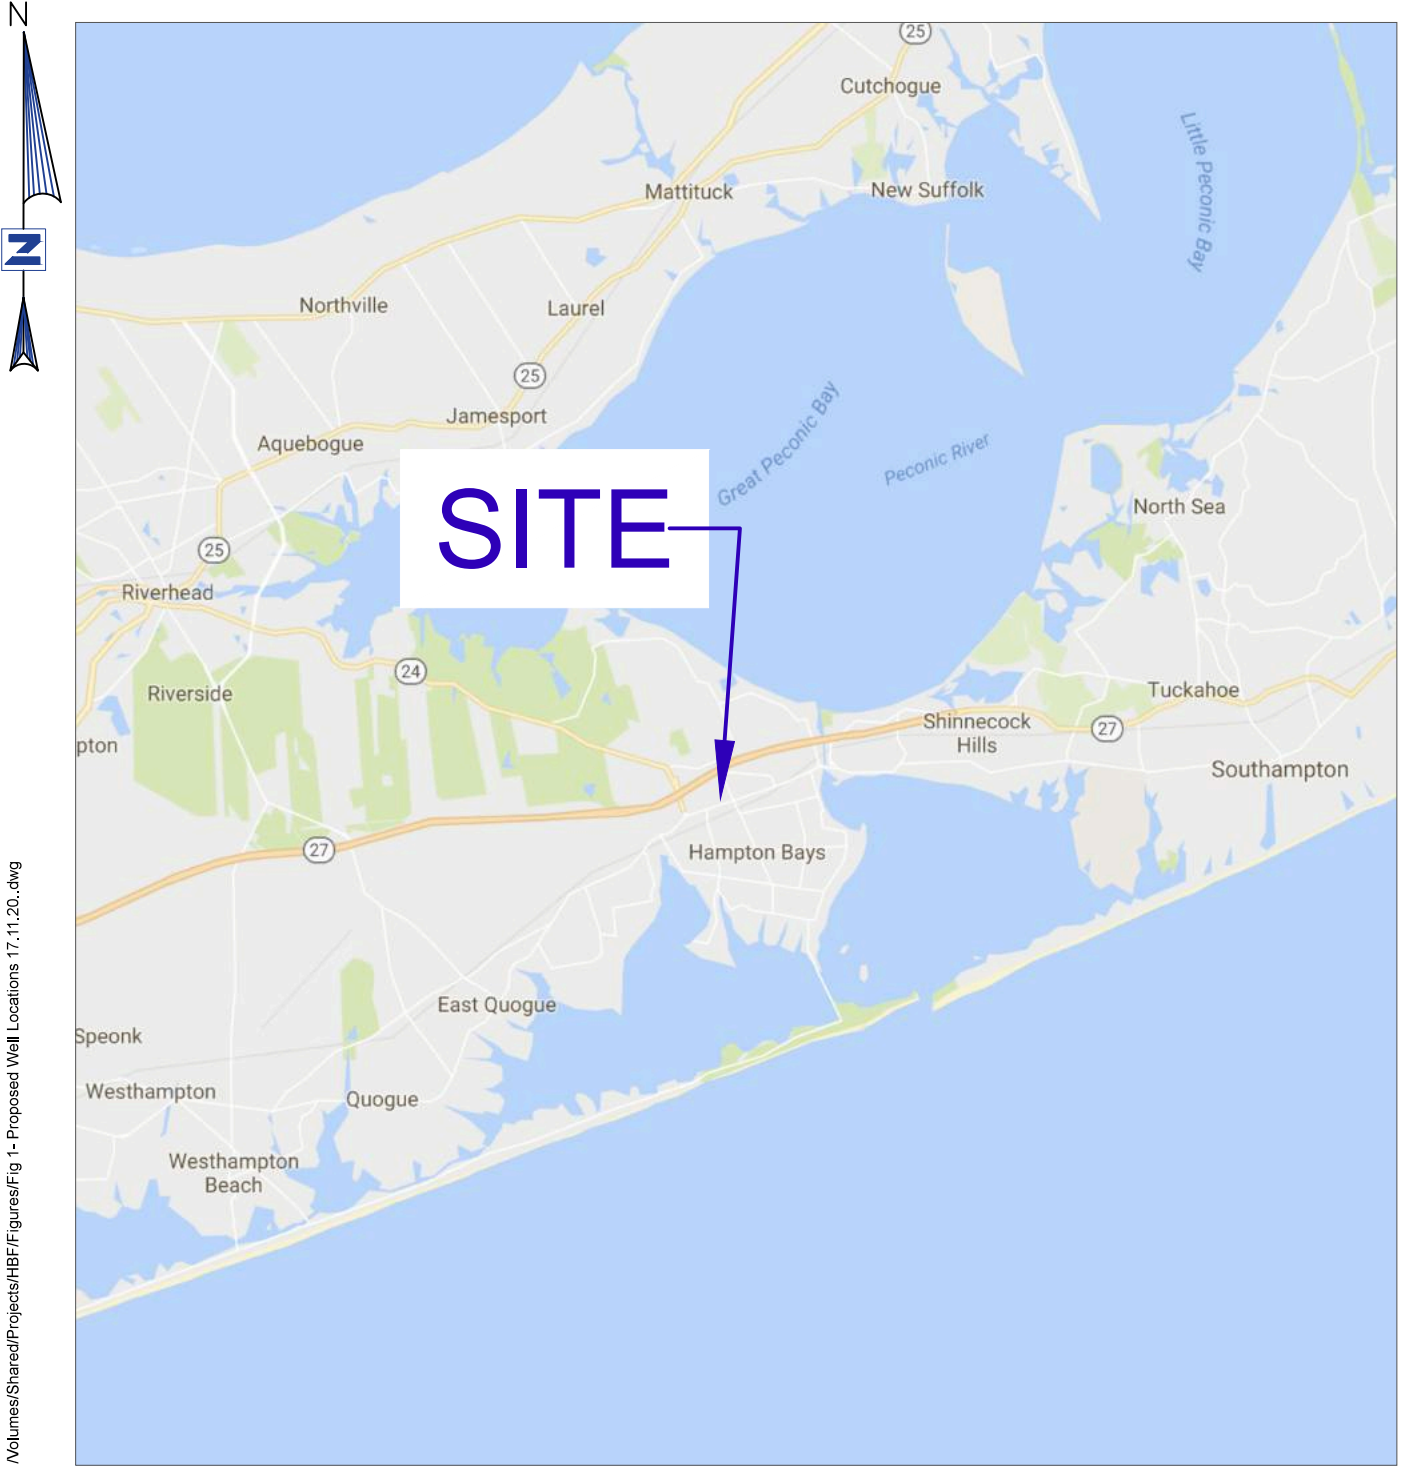 N
25
Cutchogue
Little Peconic Bay
Mattituck
New Suffolk
Northville
Laurel
25
Jamesport
Aquebogue
Great Peconic Bay
Peconic River
SITE
North Sea
25
Riverhead
24
Riverside
Tuckahoe
Shinnecock
Hills
27
pton
Southampton
27
Hampton Bays
East Quogue
Speonk
Westhampton
Quogue
Westhampton
Beach
/Volumes/Shared/Projects/HBF/Figures/Fig 1- Proposed Well Locations 17.11.20..dwg